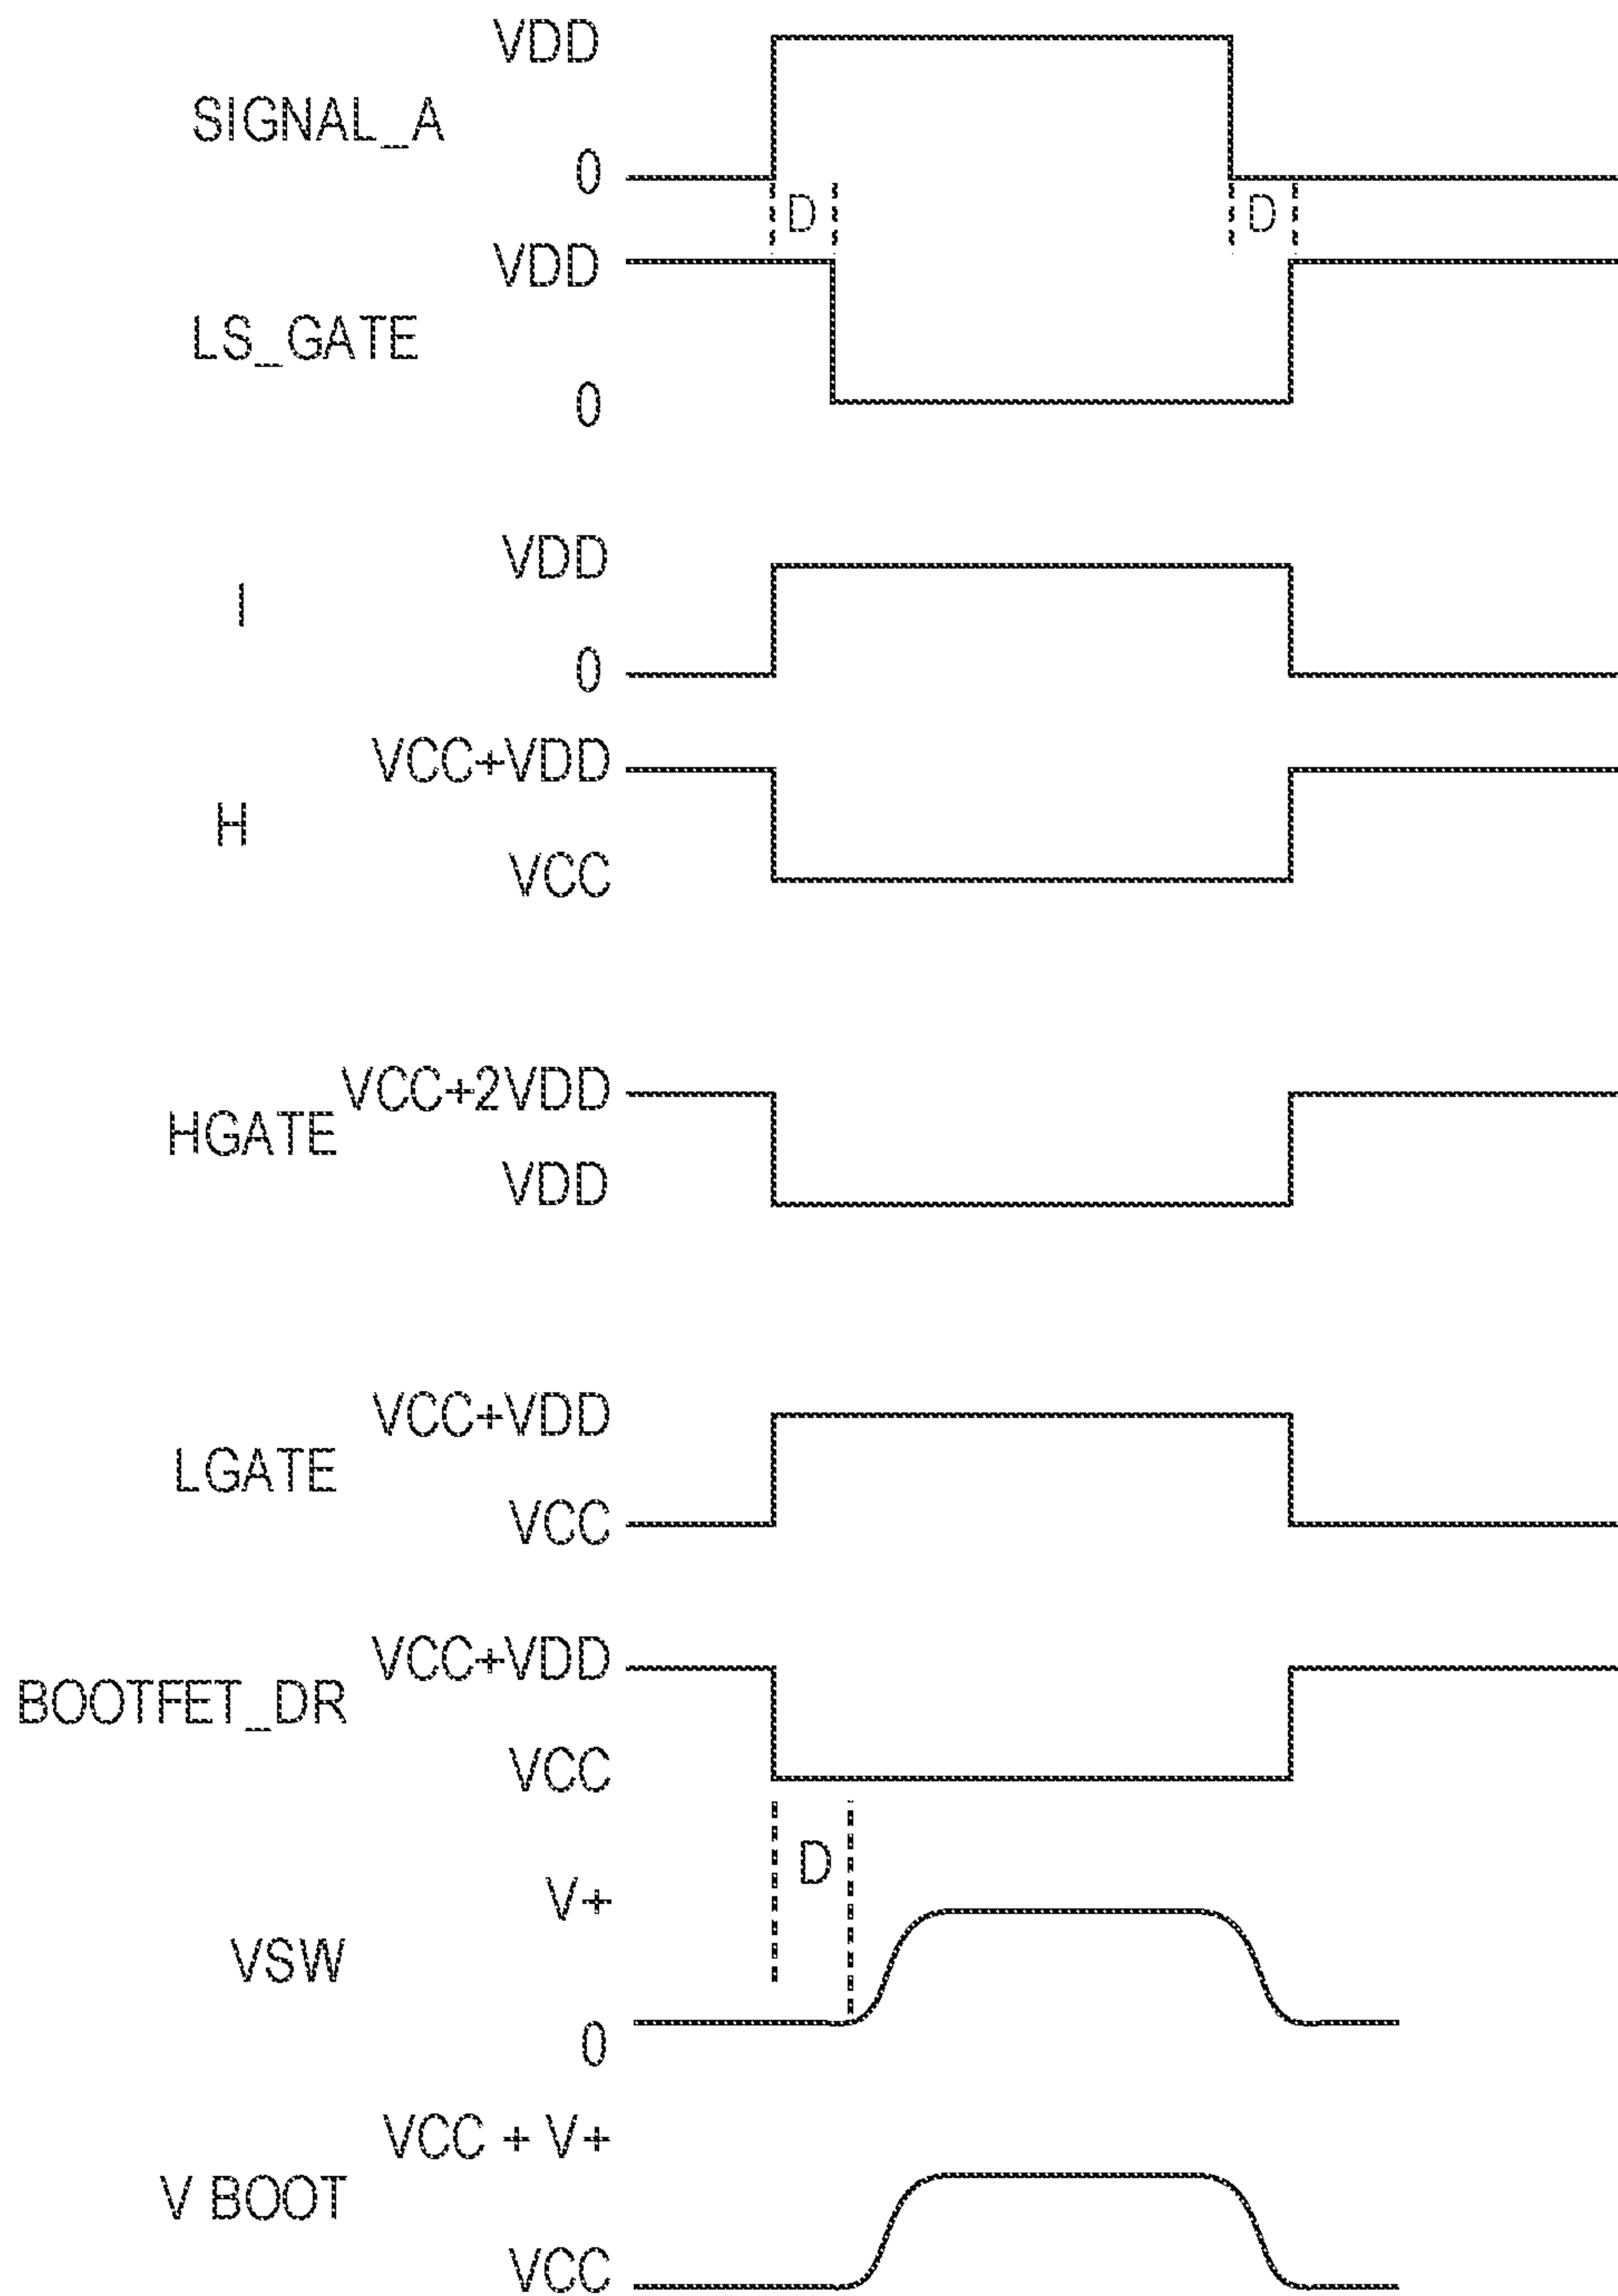 VDD
SIGNAL_A
0
D D
VDD
LS_GATE
0
VDD
I
0
VCC+VDD
H
VCC
VCC+2VDD
HGATE
VDD
VCC+VDD
LGATE
VCC
VCC+VDD
BOOTFET_DR
VCC
D
V+
VSW
0
VCC + V+
V BOOT
VCC